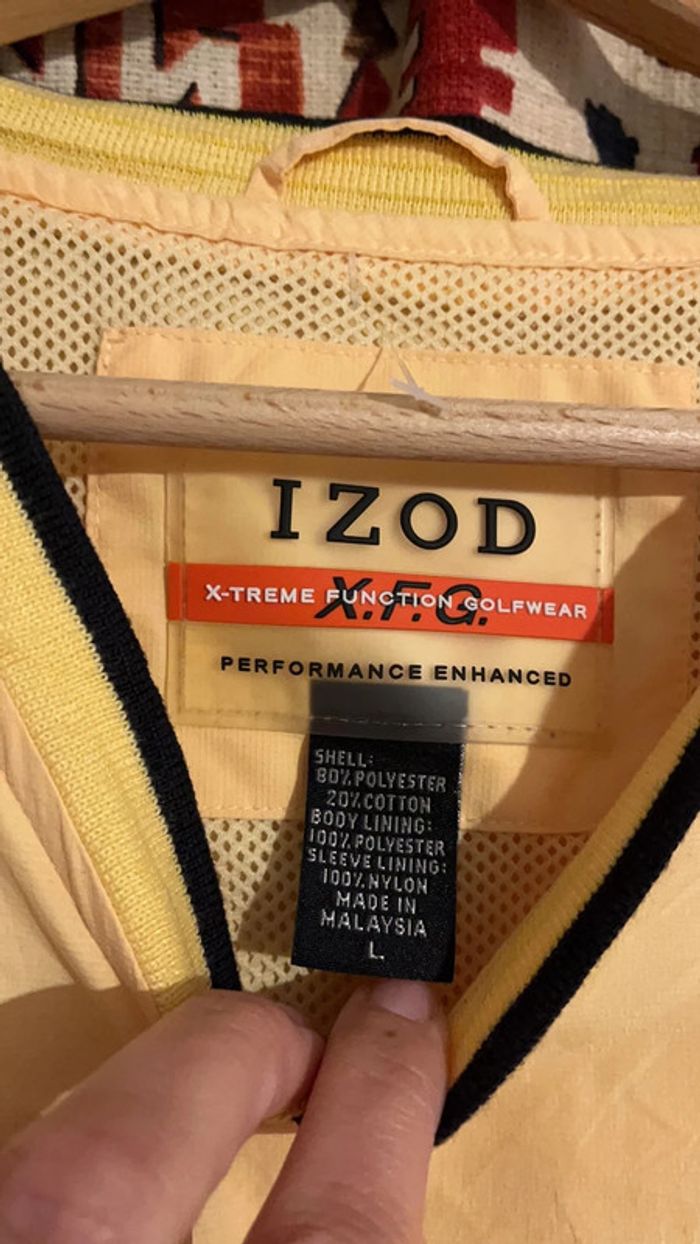 IZOD
X-TREME FUNCTION GOLFWEAR
X.F.G.
PERFORMANCE ENHANCED
SHELL:
80% POLYESTER
20% COTTON
BODY LINING:
100% POLYESTER
SLEEVE LINING:
100% NYLON
MADE IN
MALAYSIA
L